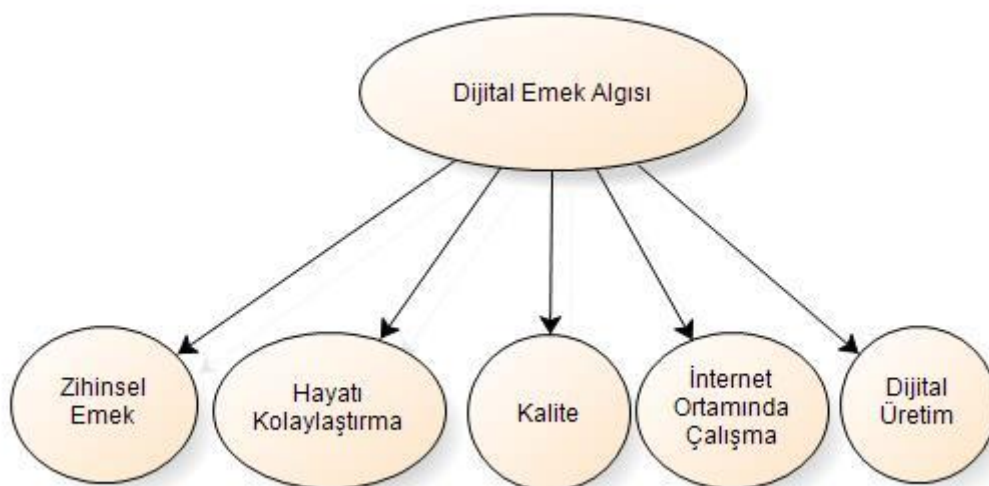 Dijital Emek Algısı
Zihinsel
Emek
Hayatı
Kolaylaştırma
Kalite
İnternet
Ortamında
Çalışma
Dijital
Üretim